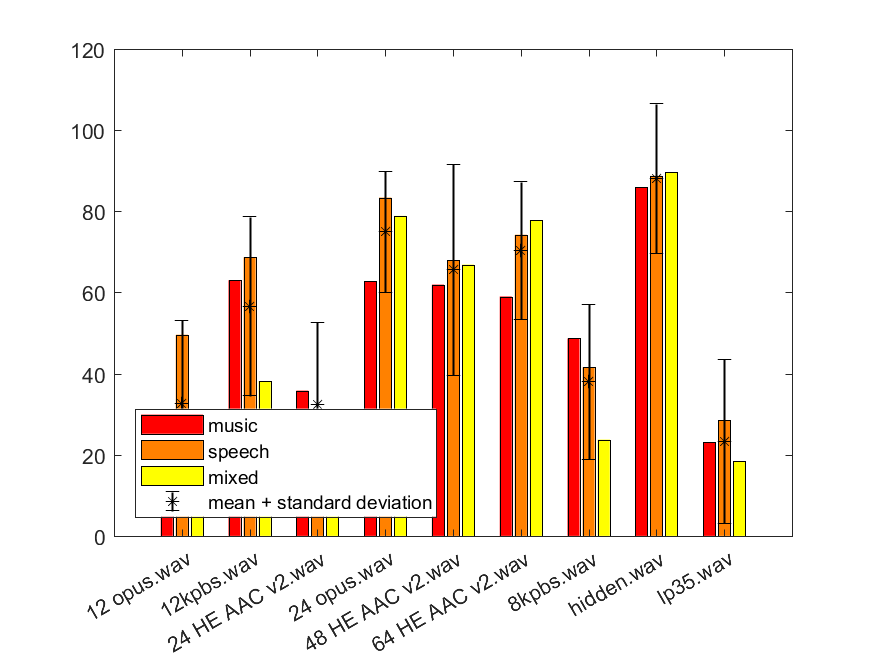 120
100
80
60
40
20
0
music
speech
mixed
mean + standard deviation
12 opus.wav
12kpbs.wav
24 HE AAC v2.wav
24 opus.wav
48 HE AAC v2.wav
64 HE AAC v2.wav
8kpbs.wav
hidden.wav
lp35.wav